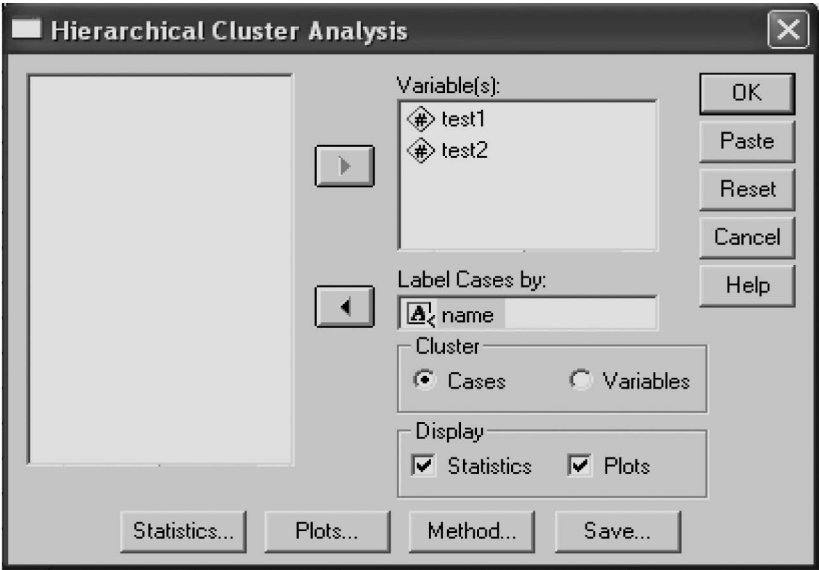 Hierarchical Cluster Analysis
Variable(s):
# test1
# test2
OK
Paste
Reset
Cancel
Help
Label Cases by:
A name
Cluster
Cases Variables
Display
Statistics Plots
Statistics... Plots... Method... Save...